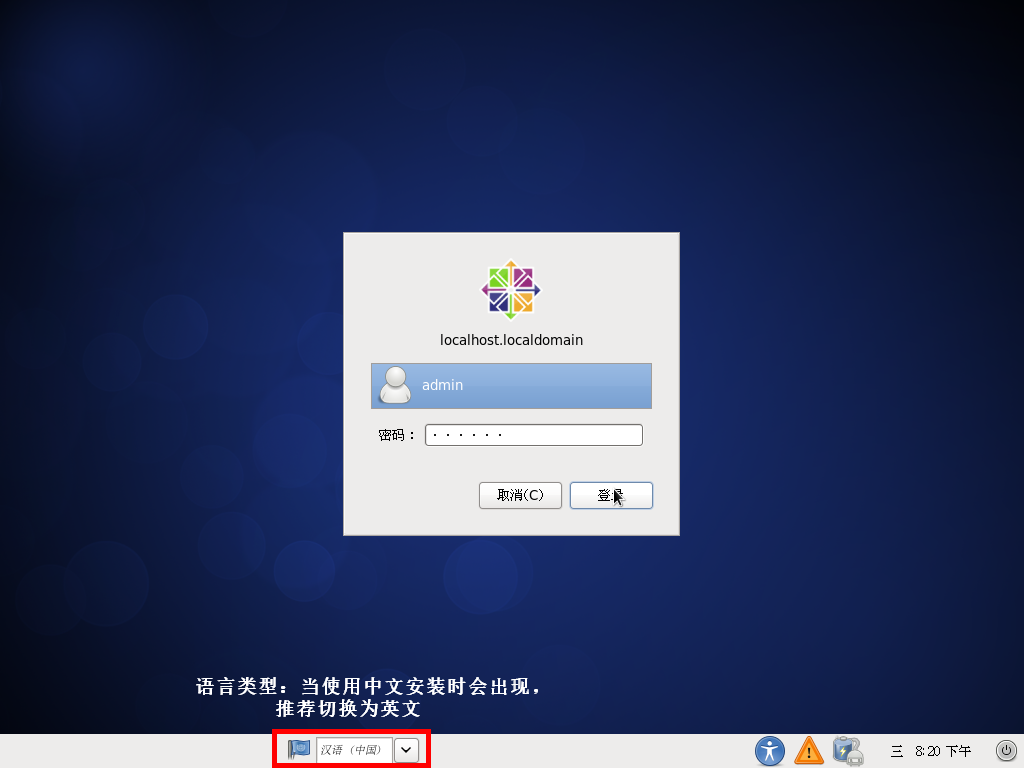 localhost.localdomain
admin
密码：
取消(C)
登录
语言类型：当使用中文安装时会出现，
推荐切换为英文
汉语（中国）
三 8:20 下午